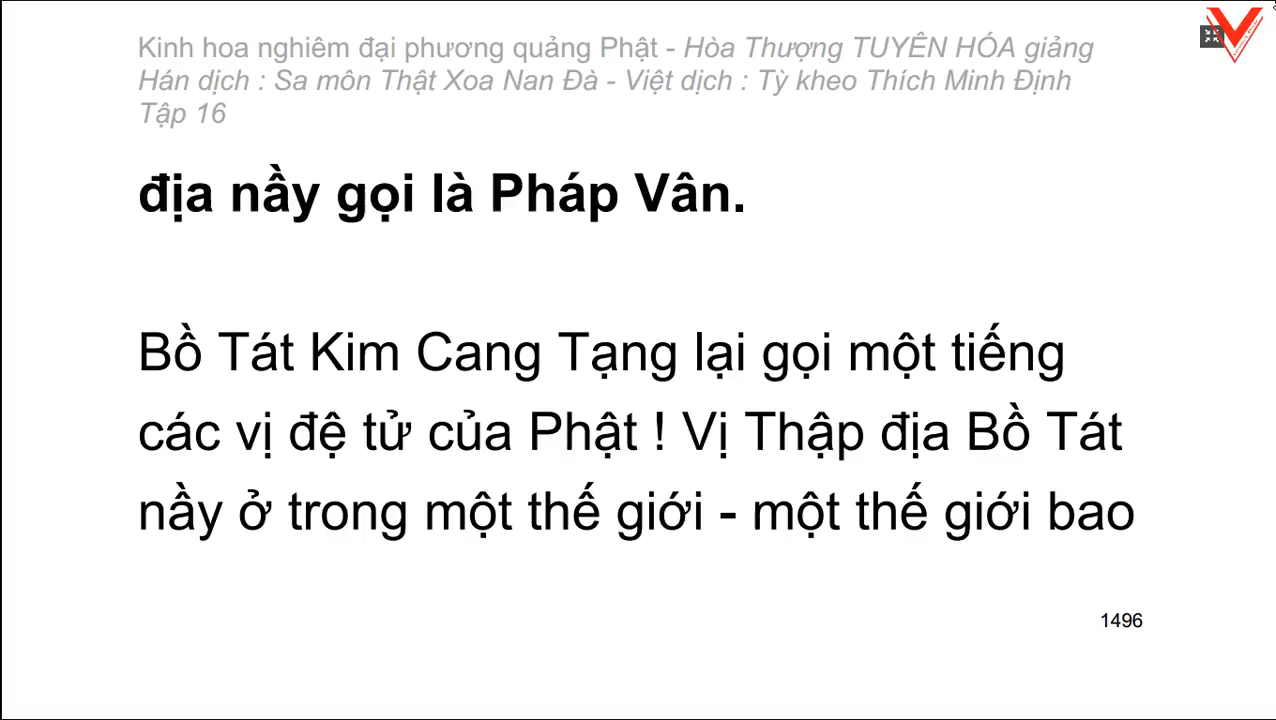 Kinh hoa nghiêm đại phương quảng Phật - Hòa Thượng TUYÊN HÓA giảng
Hán dịch : Sa môn Thật Xoa Nan Đà - Việt dịch : Tỳ kheo Thích Minh Định
Tập 16
địa nầy gọi là Pháp Vân.
Bồ Tát Kim Cang Tạng lại gọi một tiếng
các vị đệ tử của Phật ! Vị Thập địa Bồ Tát
nầy ở trong một thế giới - một thế giới bao
1496